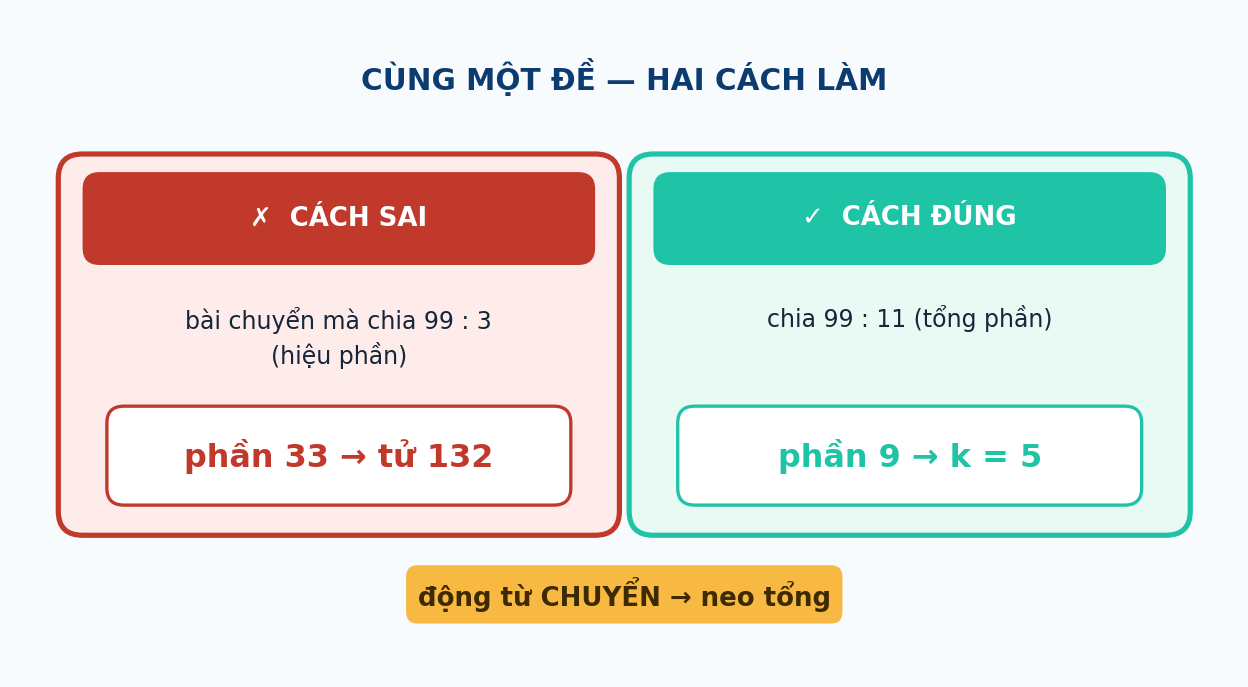 CÙNG MỘT ĐỀ — HAI CÁCH LÀM
✗ CÁCH SAI
bài chuyển mà chia 99 : 3
(hiệu phần)
phần 33 → tử 132
✓ CÁCH ĐÚNG
chia 99 : 11 (tổng phần)
phần 9 → k = 5
động từ CHUYỂN → neo tổng